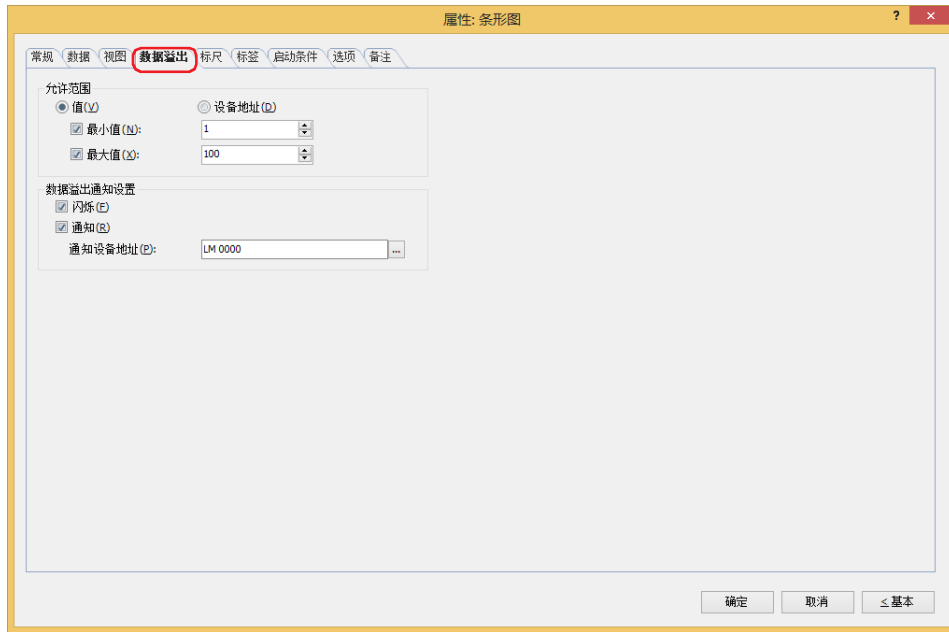 属性: 条形图
? ×
常规 数据 视图 数据溢出 标尺 标签 启动条件 选项 备注
允许范围
值(V) 设备地址(D)
最小值(N): 1
最大值(X): 100
数据溢出通知设置
闪烁(F)
通知(R)
通知设备地址(P): LM 0000 ...
确定 取消 ≤基本